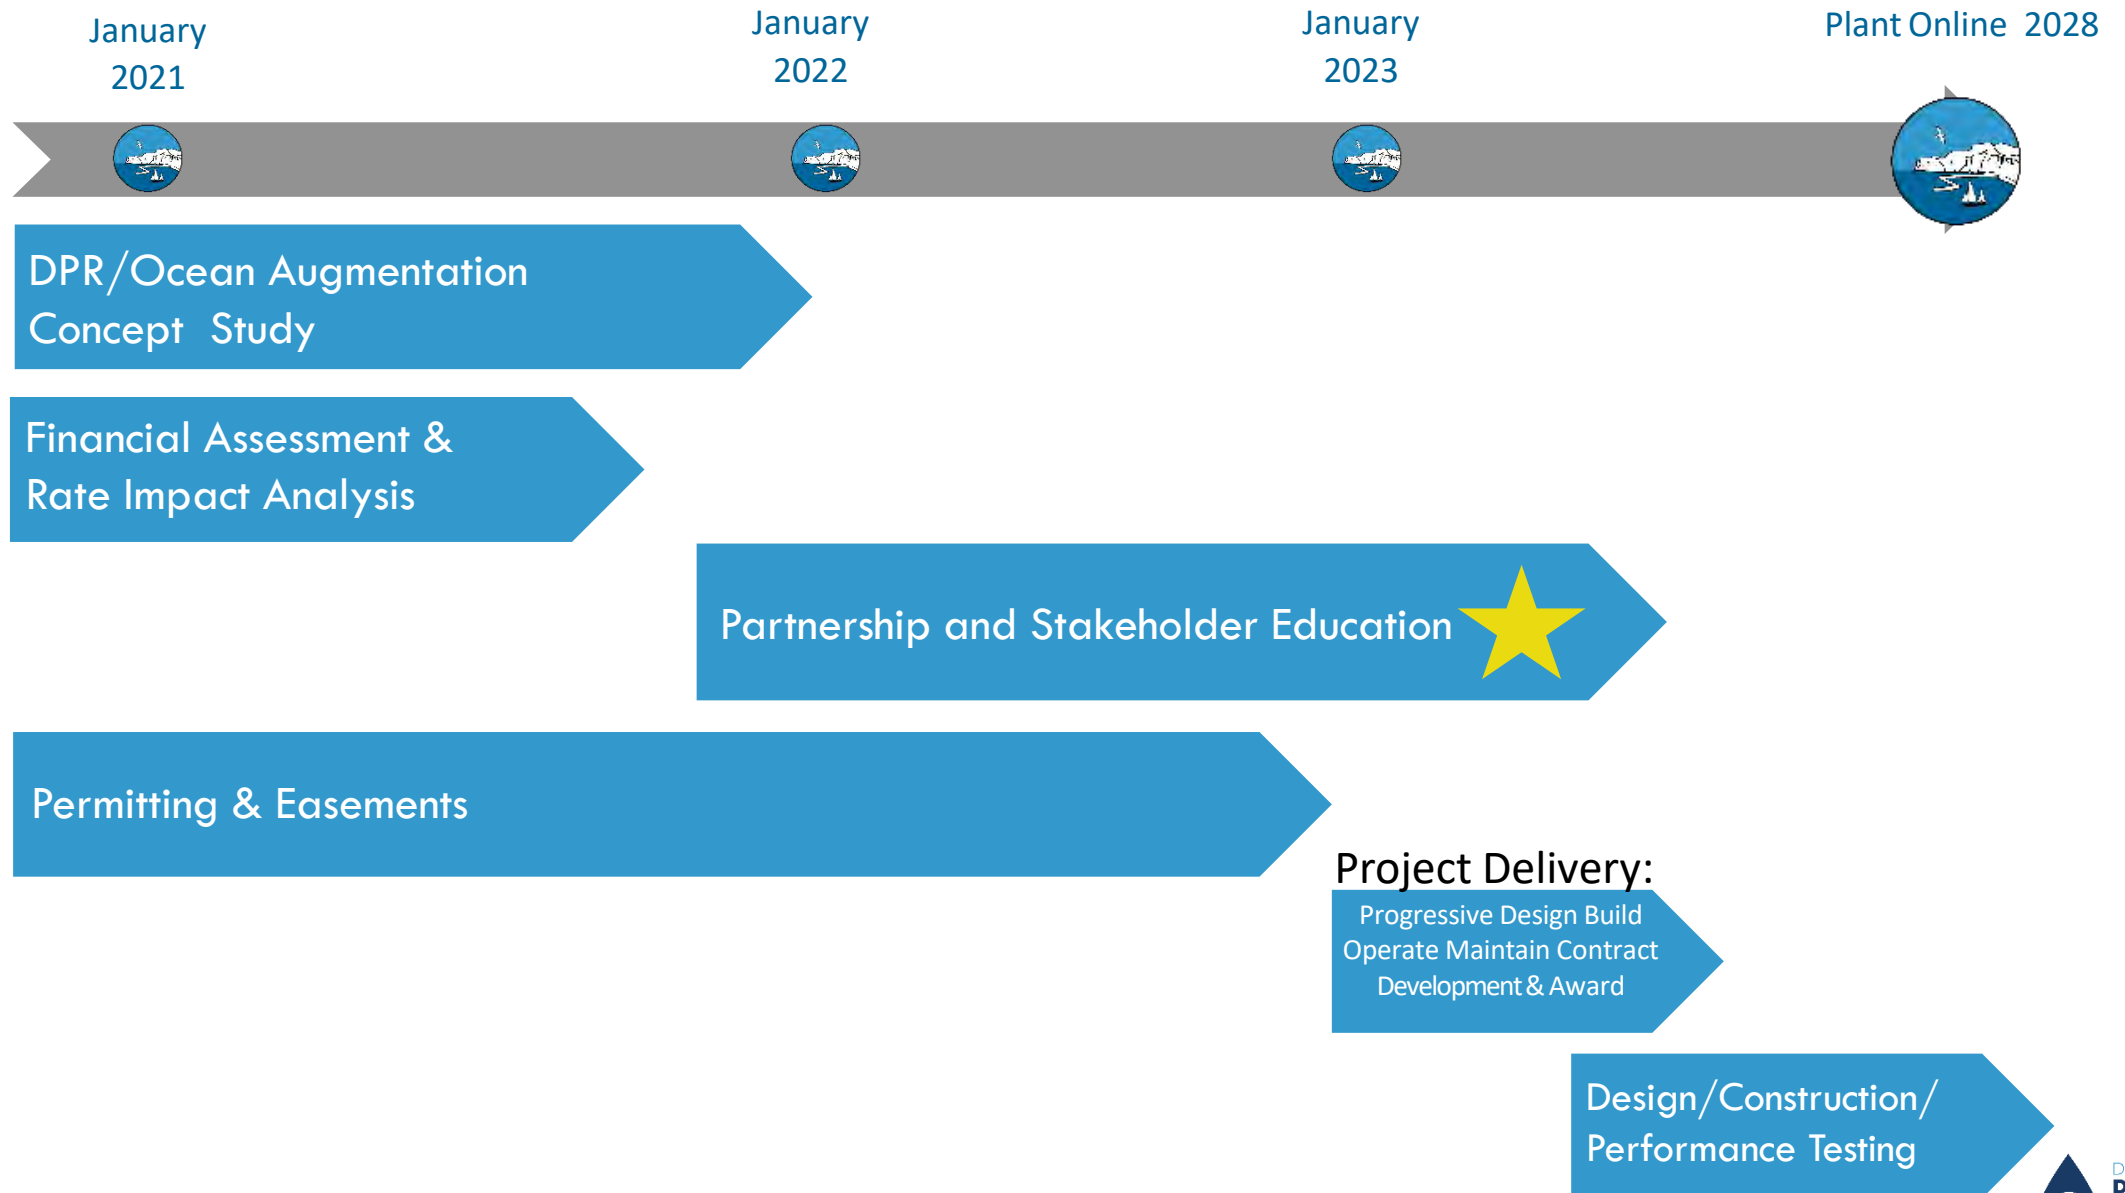 January
2021
January
2022
January
2023
Plant Online 2028
DPR/Ocean Augmentation
Concept Study
Financial Assessment &
Rate Impact Analysis
Partnership and Stakeholder Education
Permitting & Easements
Project Delivery:
Progressive Design Build
Operate Maintain Contract
Development & Award
Design/Construction/
Performance Testing